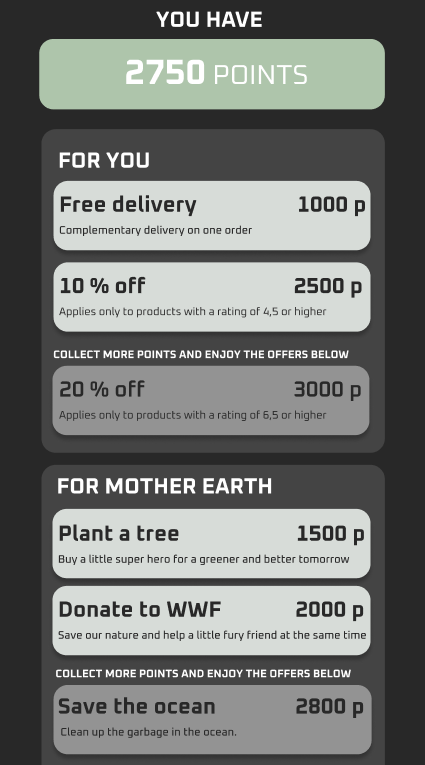 YOU HAVE
2750 POINTS
FOR YOU
Free delivery 1000 p
Complementary delivery on one order
10 % off 2500 p
Applies only to products with a rating of 4,5 or higher
COLLECT MORE POINTS AND ENJOY THE OFFERS BELOW
20 % off 3000 p
Applies only to products with a rating of 6,5 or higher
FOR MOTHER EARTH
Plant a tree 1500 p
Buy a little super hero for a greener and better tomorrow
Donate to WWF 2000 p
Save our nature and help a little fury friend at the same time
COLLECT MORE POINTS AND ENJOY THE OFFERS BELOW
Save the ocean 2800 p
Clean up the garbage in the ocean.